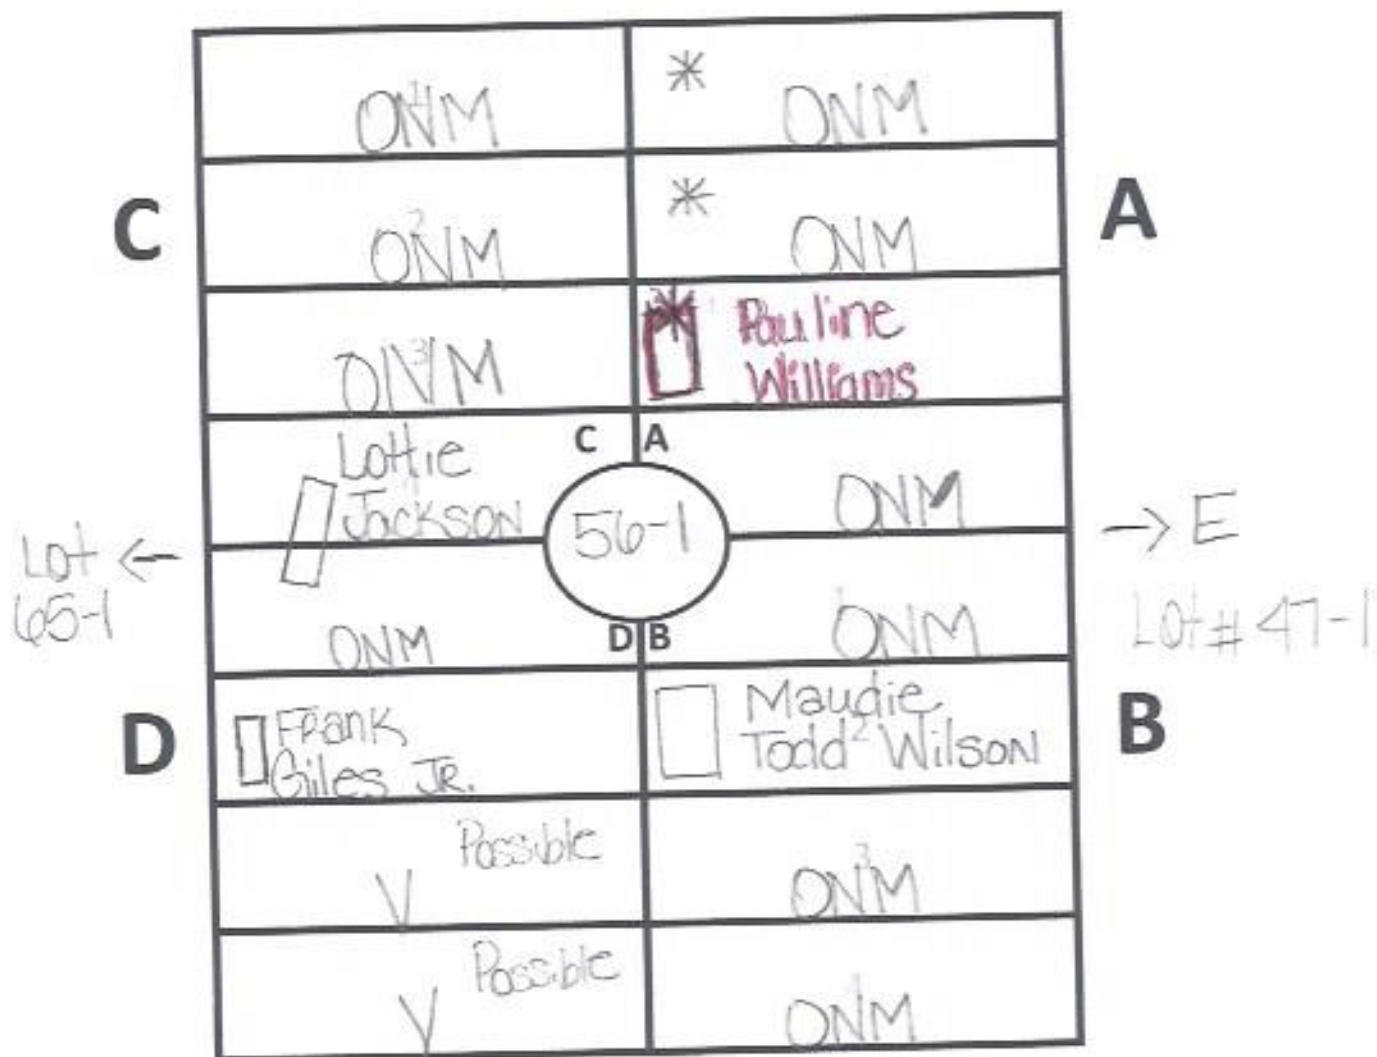 ONM
* ONM
C
A
ONM
* ONM
ONM
Pauline
Williams
Lottie
Jackson
C A
ONM
56-1
Lot ←
65-1
→ E
Lot # 47-1
ONM
D B
ONM
D
B
Frank
Giles JR.
Maudie
Todd Wilson
Possible
V
ONM
Possible
V
ONM